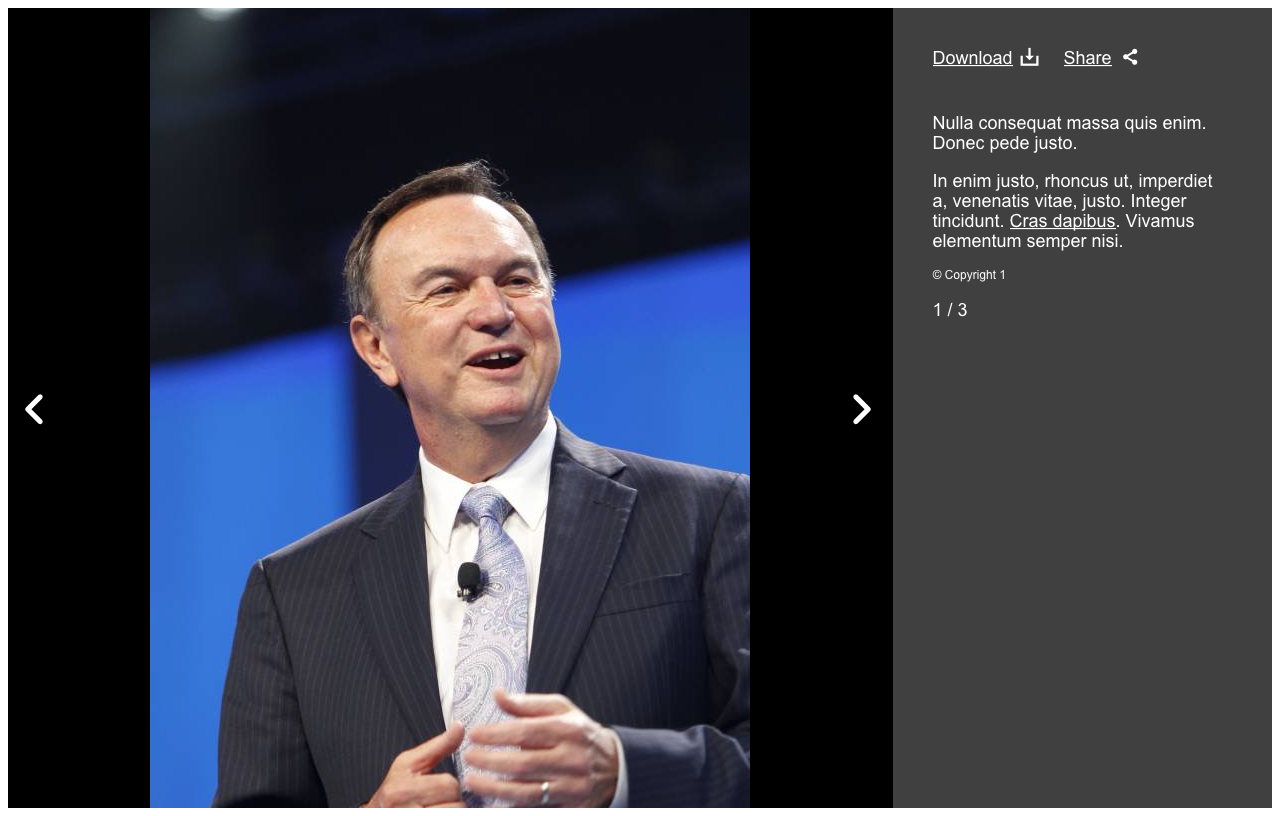 Download Share
Nulla consequat massa quis enim.
Donec pede justo.
In enim justo, rhoncus ut, imperdiet
a, venenatis vitae, justo. Integer
tincidunt. Cras dapibus. Vivamus
elementum semper nisi.
© Copyright 1
1 / 3